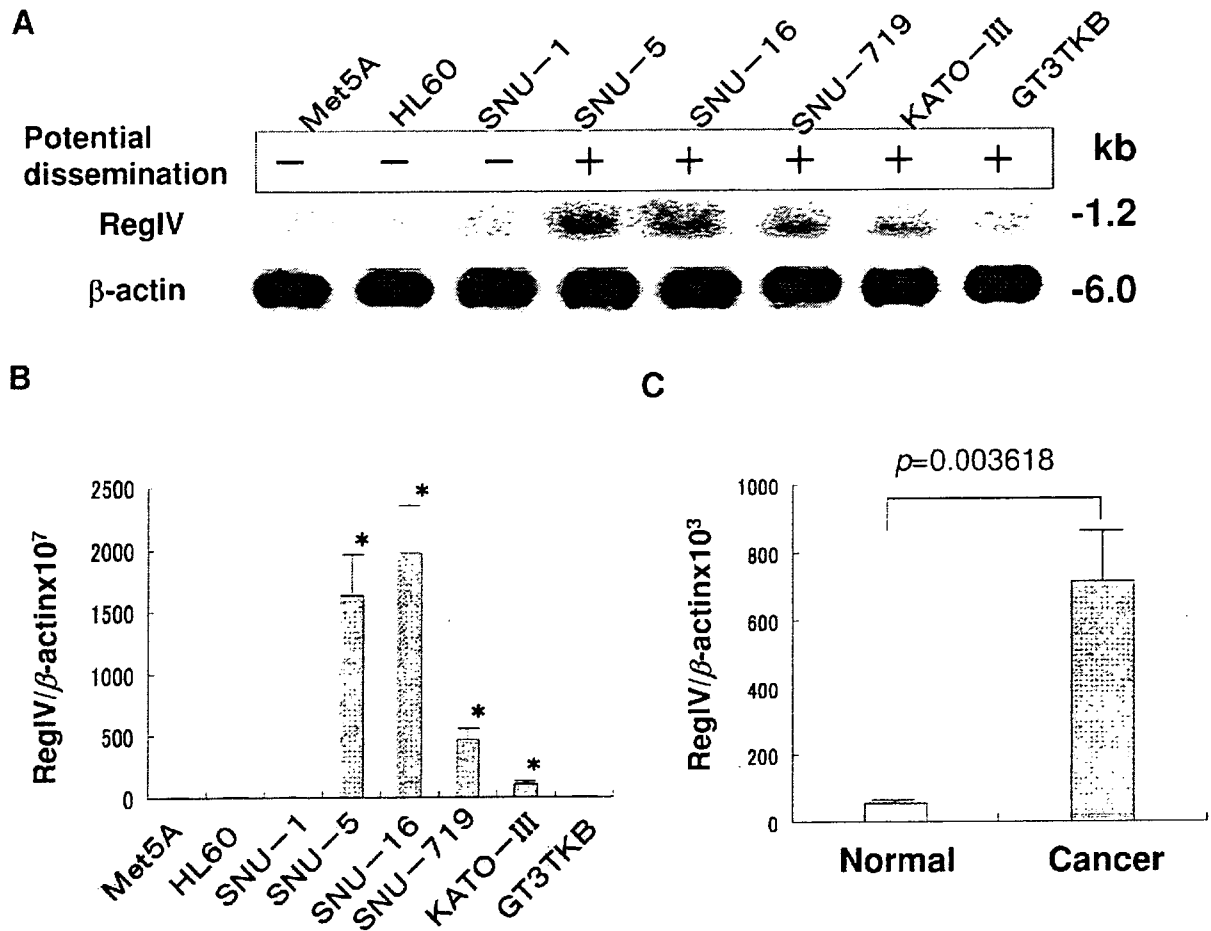 A
Met5A HL60 SNU−1 SNU−5 SNU−16 SNU−719 KATO−III GT3TKB
Potential
dissemination
− − − + + + + +
kb
RegIV
-1.2
β-actin
-6.0
B
RegIV/β-actinx10⁷
2500
2000
1500
1000
500
0
* * * *
Met5A HL60 SNU−1 SNU−5 SNU−16 SNU−719 KATO−III GT3TKB
C
p=0.003618
RegIV/β-actinx10³
1000
800
600
400
200
0
Normal Cancer